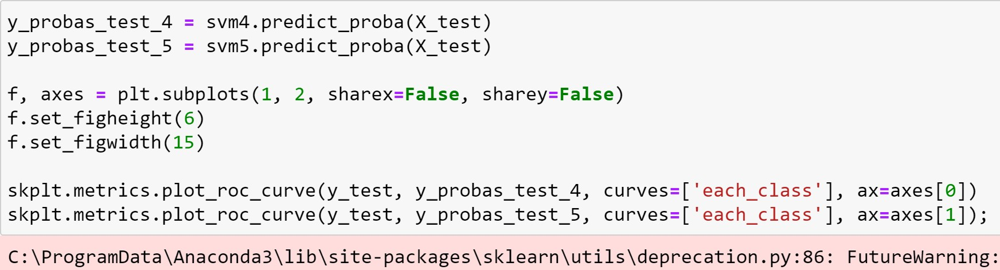 y_probas_test_4 = svm4.predict_proba(X_test)
y_probas_test_5 = svm5.predict_proba(X_test)
f, axes = plt.subplots(1, 2, sharex=False, sharey=False)
f.set_figheight(6)
f.set_figwidth(15)
skplt.metrics.plot_roc_curve(y_test, y_probas_test_4, curves=['each_class'], ax=axes[0])
skplt.metrics.plot_roc_curve(y_test, y_probas_test_5, curves=['each_class'], ax=axes[1]);
C:\ProgramData\Anaconda3\lib\site-packages\sklearn\utils\deprecation.py:86: FutureWarning: